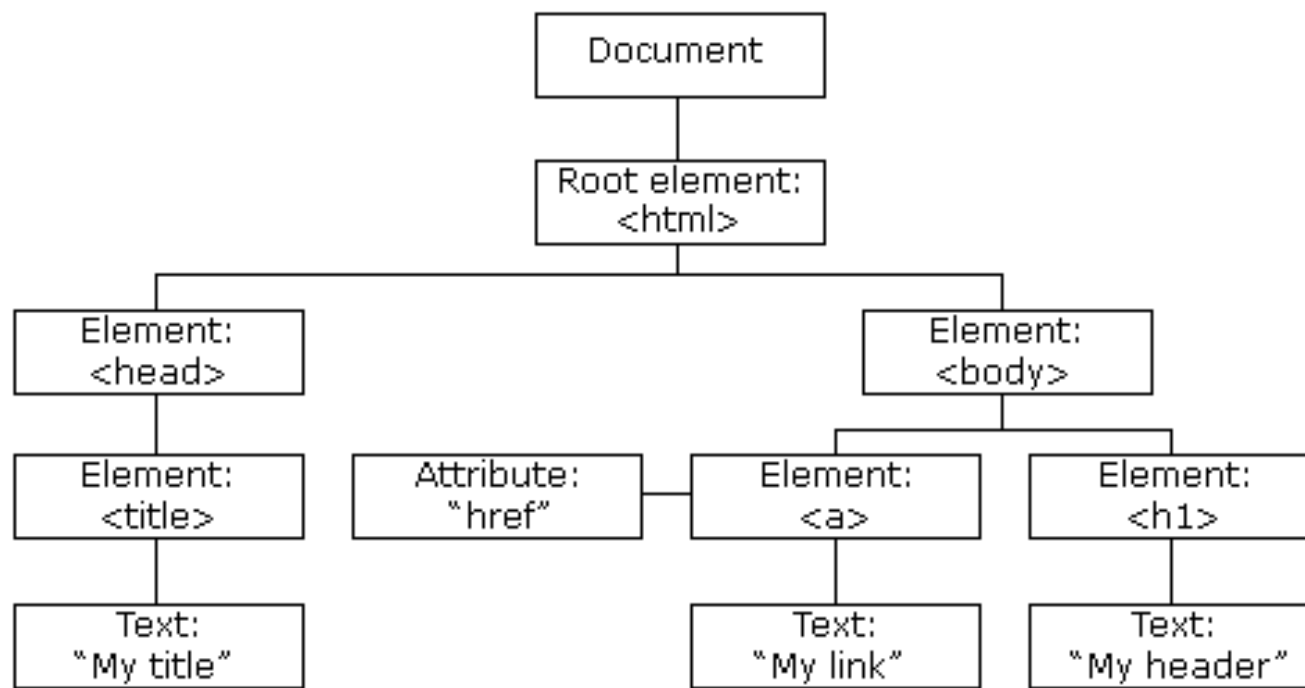 Document
Root element:
<html>
Element:
<head>
Element:
<body>
Element:
<title>
Attribute:
“href”
Element:
<a>
Element:
<h1>
Text:
“My title”
Text:
“My link”
Text:
“My header”